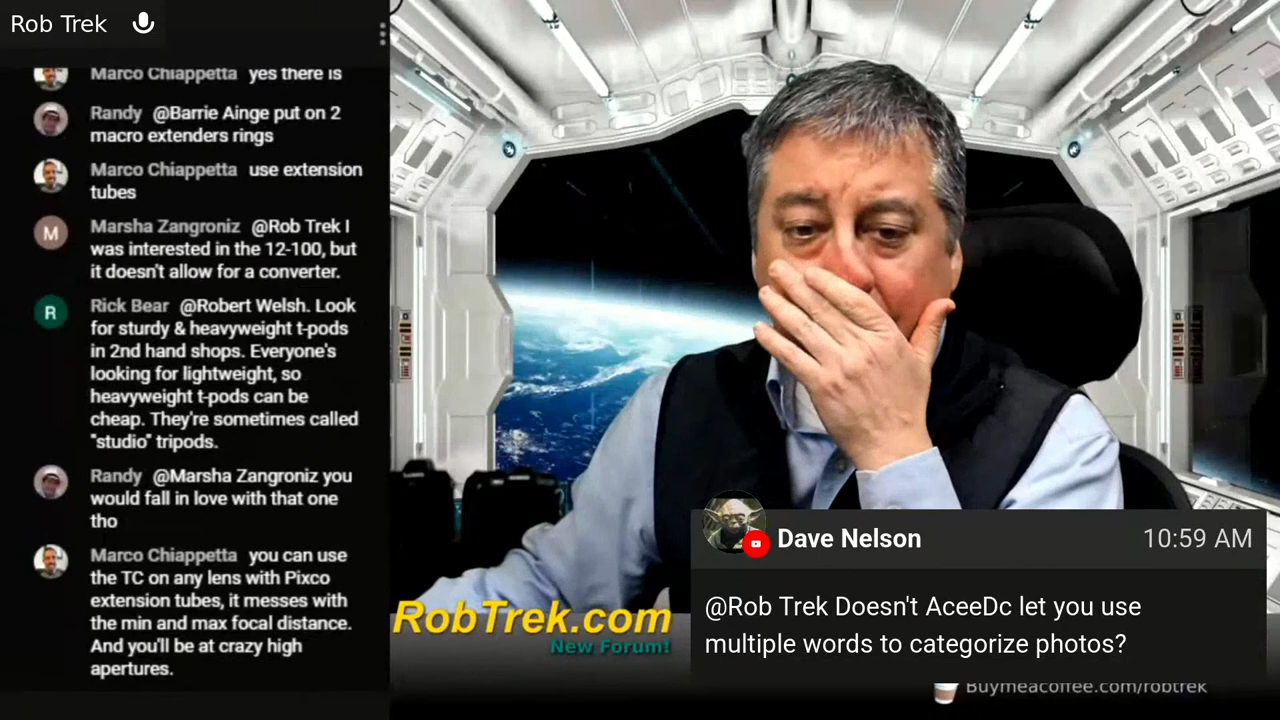 Rob Trek
Marco Chiappetta yes there is
Randy @Barrie Ainge put on 2
macro extenders rings
Marco Chiappetta use extension
tubes
M
Marsha Zangroniz @Rob Trek I
was interested in the 12-100, but
it doesn't allow for a converter.
R
Rick Bear @Robert Welsh. Look
for sturdy & heavyweight t-pods
in 2nd hand shops. Everyone's
looking for lightweight, so
heavyweight t-pods can be
cheap. They're sometimes called
"studio" tripods.
Randy @Marsha Zangroniz you
would fall in love with that one
tho
Marco Chiappetta you can use
the TC on any lens with Pixco
extension tubes, it messes with
the min and max focal distance.
And you'll be at crazy high
apertures.
RobTrek.com
New Forum!
Dave Nelson 10:59 AM
@Rob Trek Doesn't AceeDc let you use
multiple words to categorize photos?
Buymeacoffee.com/robtrek